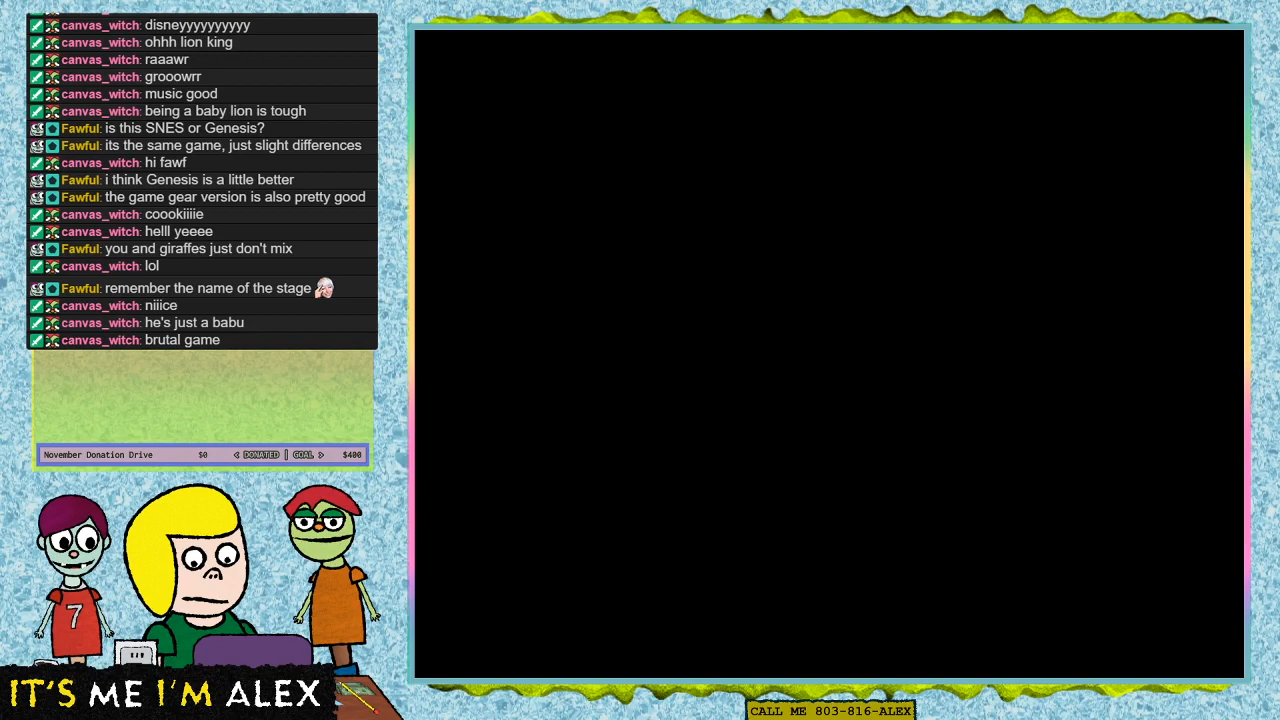 canvas_witch: disneyyyyyyyyyy
canvas_witch: ohhh lion king
canvas_witch: raaawr
canvas_witch: grooowrr
canvas_witch: music good
canvas_witch: being a baby lion is tough
Fawful: is this SNES or Genesis?
Fawful: its the same game, just slight differences
canvas_witch: hi fawf
Fawful: i think Genesis is a little better
Fawful: the game gear version is also pretty good
canvas_witch: coookiiiie
canvas_witch: helll yeeee
Fawful: you and giraffes just don't mix
canvas_witch: lol
Fawful: remember the name of the stage
canvas_witch: niiice
canvas_witch: he's just a babu
canvas_witch: brutal game
November Donation Drive $0 < DONATED | GOAL > $400
7
IT'S ME I'M ALEX
CALL ME 803-816-ALEX